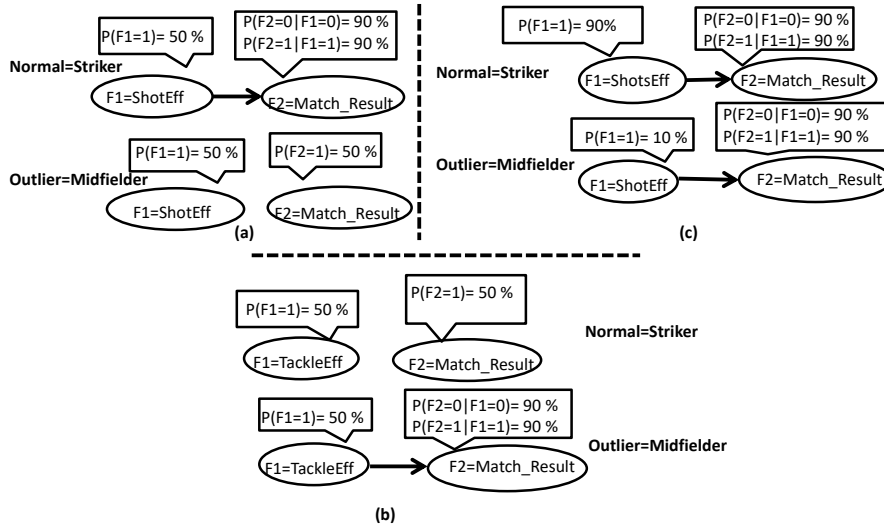 P(F1=1)= 50 %
P(F2=0|F1=0)= 90 %
P(F2=1|F1=1)= 90 %
Normal=Striker
F1=ShotEff
F2=Match_Result
P(F1=1)= 50 %
P(F2=1)= 50 %
Outlier=Midfielder
F1=ShotEff
F2=Match_Result
(a)
P(F1=1)= 90%
P(F2=0|F1=0)= 90 %
P(F2=1|F1=1)= 90 %
Normal=Striker
F1=ShotsEff
F2=Match_Result
P(F1=1)= 10 %
P(F2=0|F1=0)= 90 %
P(F2=1|F1=1)= 90 %
Outlier=Midfielder
F1=ShotEff
F2=Match_Result
(c)
P(F1=1)= 50 %
P(F2=1)= 50 %
Normal=Striker
F1=TackleEff
F2=Match_Result
P(F1=1)= 50 %
P(F2=0|F1=0)= 90 %
P(F2=1|F1=1)= 90 %
Outlier=Midfielder
F1=TackleEff
F2=Match_Result
(b)